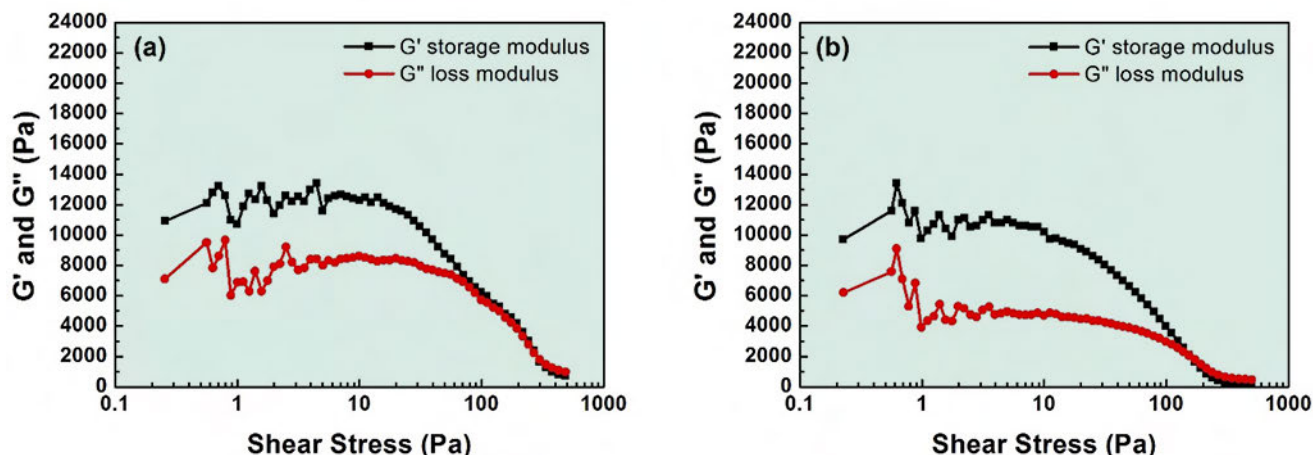 (a)
G' storage modulus
G" loss modulus
G' and G" (Pa)
24000
22000
20000
18000
16000
14000
12000
10000
8000
6000
4000
2000
0
0.1 1 10 100 1000
Shear Stress (Pa)
(b)
G' storage modulus
G" loss modulus
G' and G" (Pa)
24000
22000
20000
18000
16000
14000
12000
10000
8000
6000
4000
2000
0
0.1 1 10 100 1000
Shear Stress (Pa)